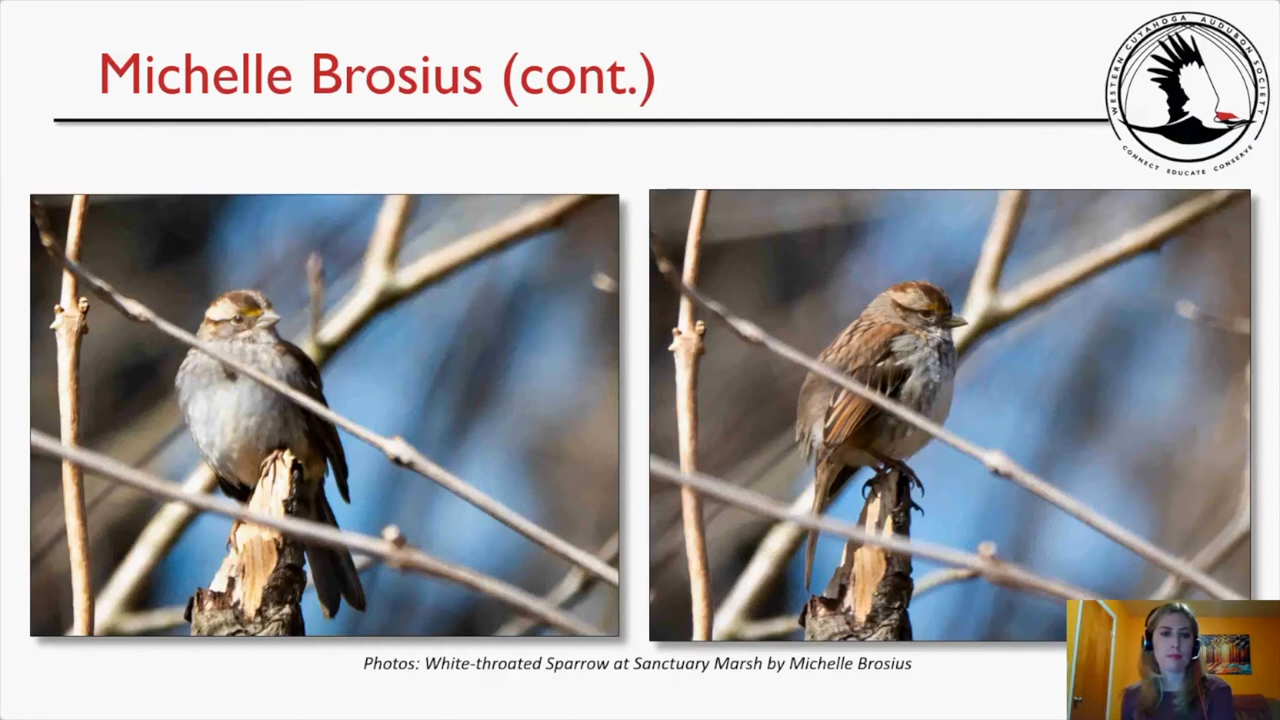 Michelle Brosius (cont.)
WESTERN CUYAHOGA AUDUBON SOCIETY
CONNECT EDUCATE CONSERVE
Photos: White-throated Sparrow at Sanctuary Marsh by Michelle Brosius